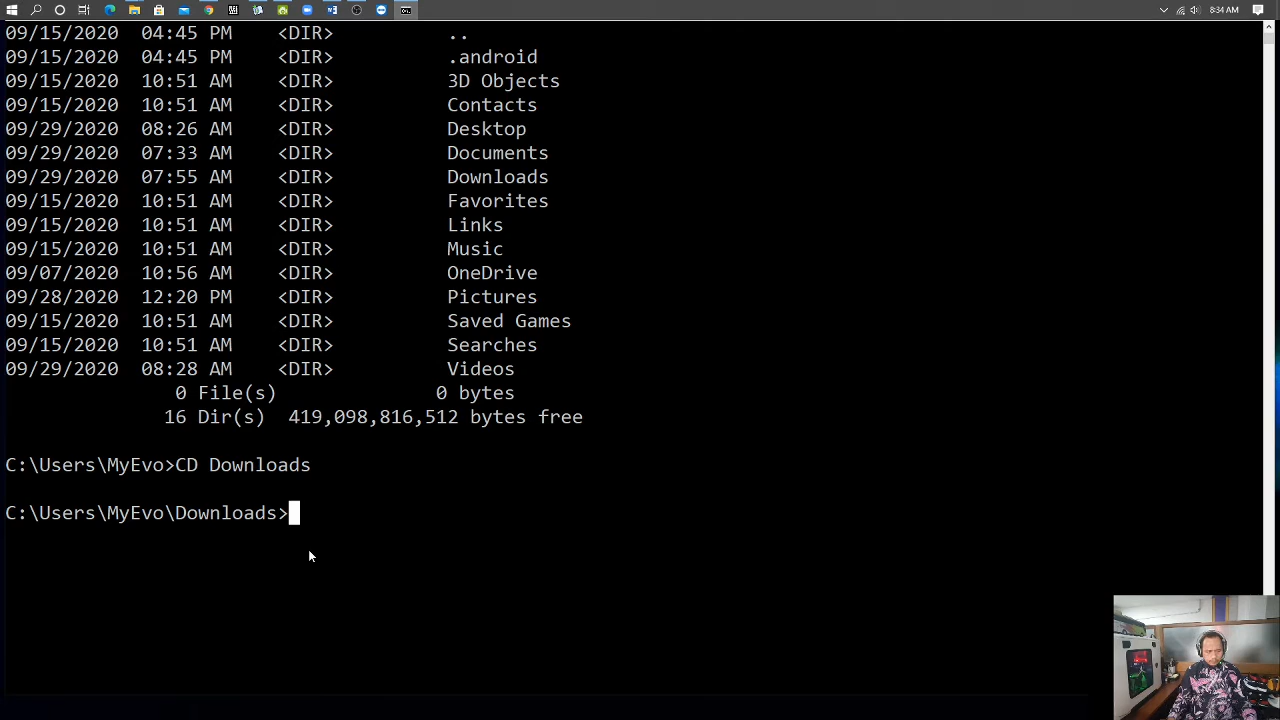 8:34 AM
09/15/2020 04:45 PM <DIR> ..
09/15/2020 04:45 PM <DIR> .android
09/15/2020 10:51 AM <DIR> 3D Objects
09/15/2020 10:51 AM <DIR> Contacts
09/29/2020 08:26 AM <DIR> Desktop
09/29/2020 07:33 AM <DIR> Documents
09/29/2020 07:55 AM <DIR> Downloads
09/15/2020 10:51 AM <DIR> Favorites
09/15/2020 10:51 AM <DIR> Links
09/15/2020 10:51 AM <DIR> Music
09/07/2020 10:56 AM <DIR> OneDrive
09/28/2020 12:20 PM <DIR> Pictures
09/15/2020 10:51 AM <DIR> Saved Games
09/15/2020 10:51 AM <DIR> Searches
09/29/2020 08:28 AM <DIR> Videos
0 File(s) 0 bytes
16 Dir(s) 419,098,816,512 bytes free
C:\Users\MyEvo>CD Downloads
C:\Users\MyEvo\Downloads>